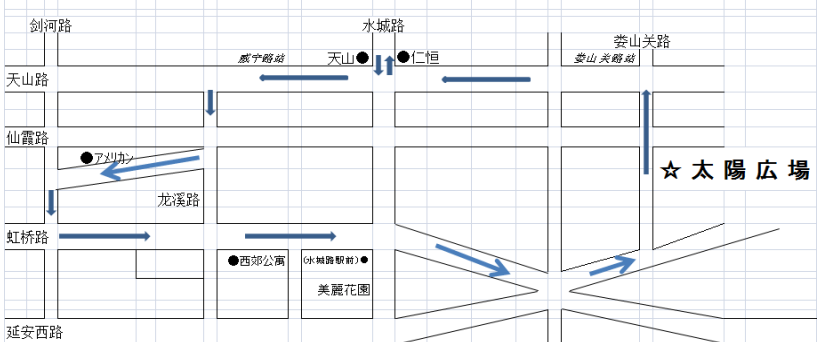 剑河路
水城路
娄山关路
威宁路站
天山●
●仁恒
娄山关路站
天山路
仙霞路
●アメリカン
☆太陽広場
龙溪路
虹桥路
●西郊公寓
(水城路駅前)●
美麗花園
延安西路